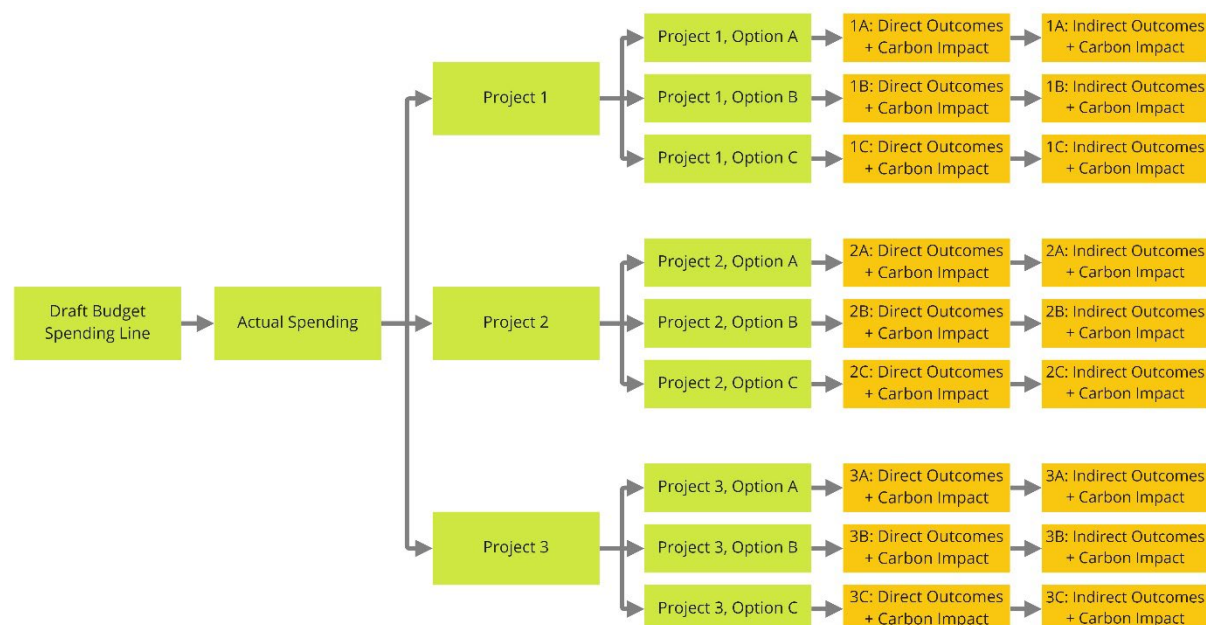 Draft Budget
Spending Line
Actual Spending
Project 1
Project 1, Option A
1A: Direct Outcomes
+ Carbon Impact
1A: Indirect Outcomes
+ Carbon Impact
Project 1, Option B
1B: Direct Outcomes
+ Carbon Impact
1B: Indirect Outcomes
+ Carbon Impact
Project 1, Option C
1C: Direct Outcomes
+ Carbon Impact
1C: Indirect Outcomes
+ Carbon Impact
Project 2
Project 2, Option A
2A: Direct Outcomes
+ Carbon Impact
2A: Indirect Outcomes
+ Carbon Impact
Project 2, Option B
2B: Direct Outcomes
+ Carbon Impact
2B: Indirect Outcomes
+ Carbon Impact
Project 2, Option C
2C: Direct Outcomes
+ Carbon Impact
2C: Indirect Outcomes
+ Carbon Impact
Project 3
Project 3, Option A
3A: Direct Outcomes
+ Carbon Impact
3A: Indirect Outcomes
+ Carbon Impact
Project 3, Option B
3B: Direct Outcomes
+ Carbon Impact
3B: Indirect Outcomes
+ Carbon Impact
Project 3, Option C
3C: Direct Outcomes
+ Carbon Impact
3C: Indirect Outcomes
+ Carbon Impact